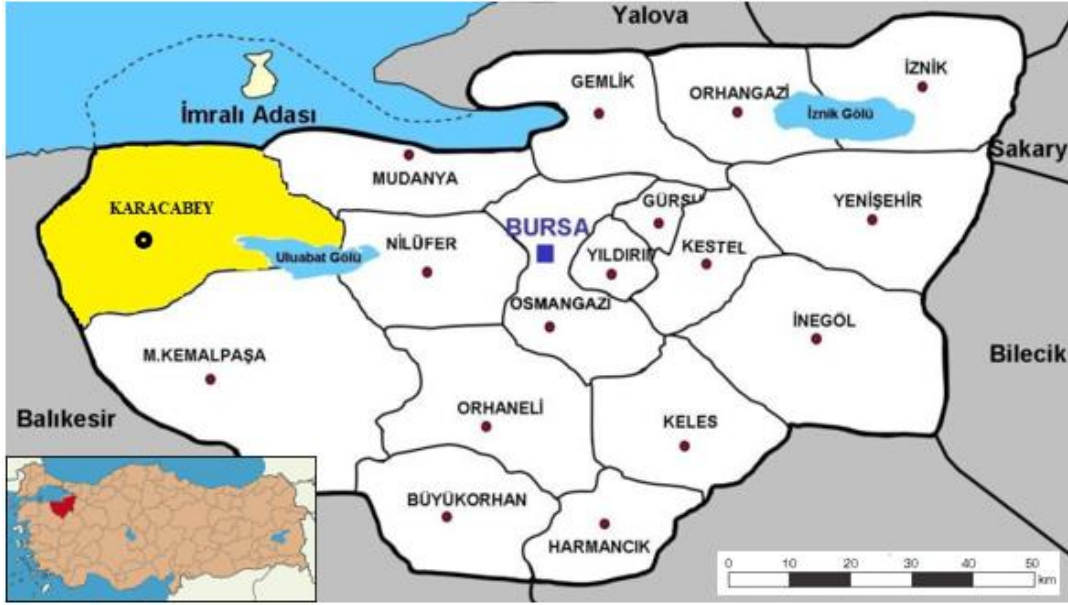 Yalova
GEMLİK
ORHANGAZİ
İZNİK
İznik Gölü
İmralı Adası
Sakary
MUDANYA
KARACABEY
GÜRSU
YENİŞEHİR
BURSA
NİLÜFER
Uluabat Gölü
YILDIRIM
KESTEL
OSMANGAZİ
İNEGÖL
M.KEMALPAŞA
Bilecik
Balıkesir
ORHANELİ
KELES
BÜYÜKORHAN
HARMANCIK
0 10 20 30 40 50
km